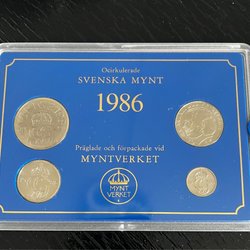 Ocirkulerade
SVENSKA MYNT
1986
Präglade och förpackade vid
MYNTVERKET
MYNT
VERKET